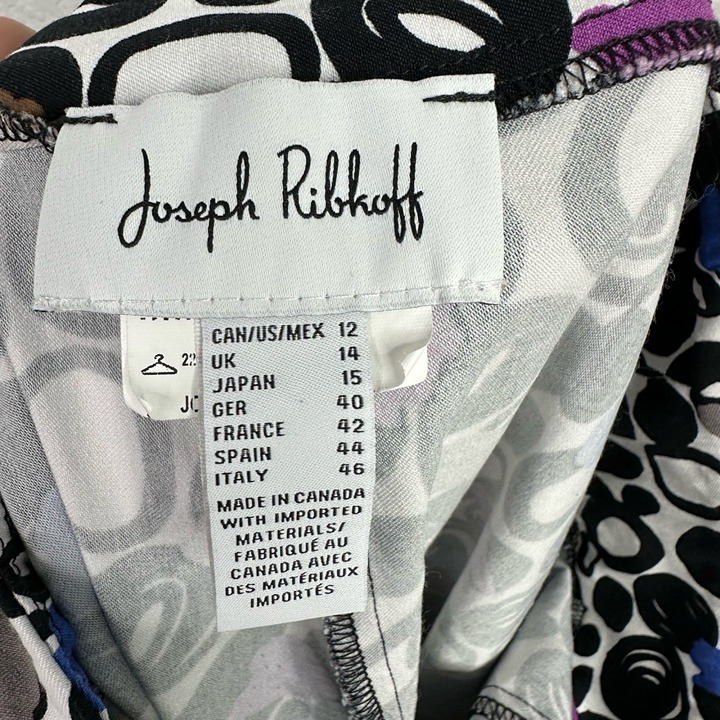 Joseph Ribkoff
CAN/US/MEX 12
UK 14
JAPAN 15
GER 40
FRANCE 42
SPAIN 44
ITALY 46
MADE IN CANADA
WITH IMPORTED
MATERIALS/
FABRIQUÉ AU
CANADA AVEC
DES MATÉRIAUX
IMPORTÉS